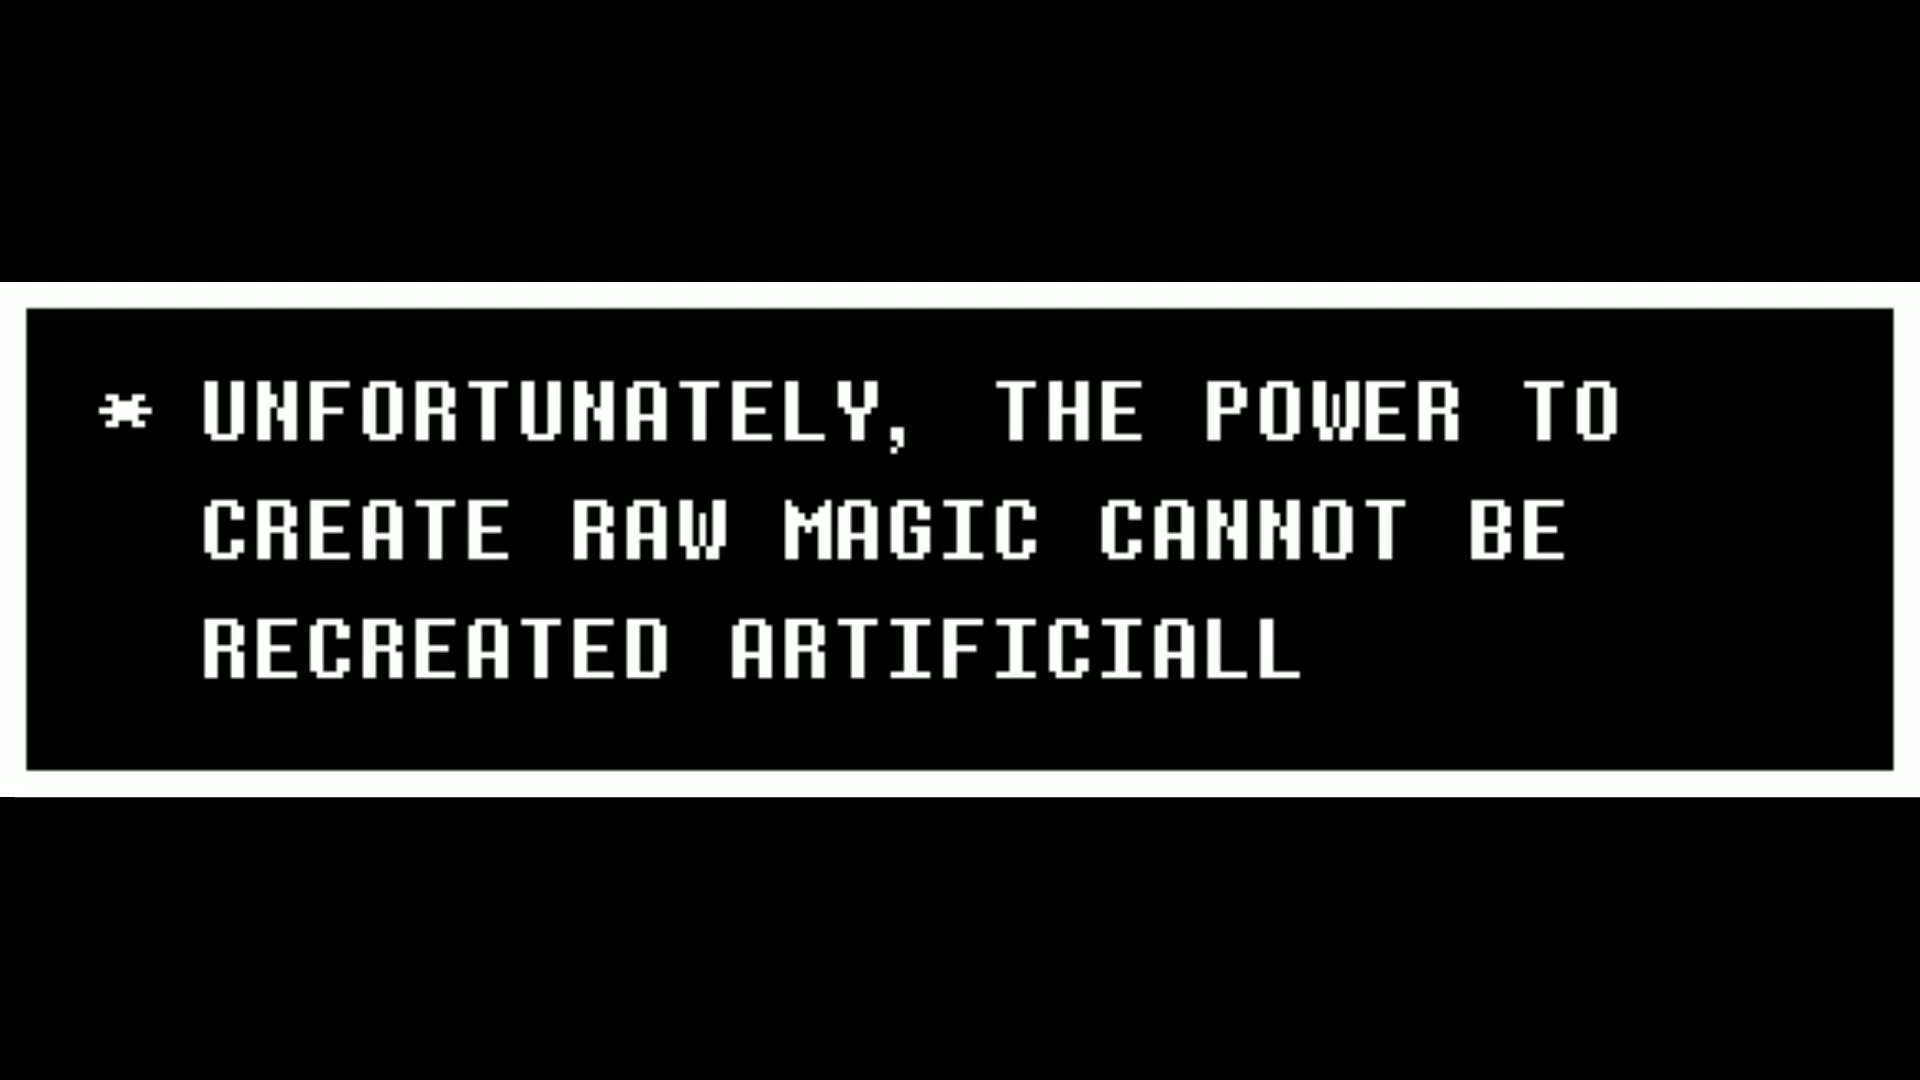 * UNFORTUNATELY, THE POWER TO
CREATE RAW MAGIC CANNOT BE
RECREATED ARTIFICIALL